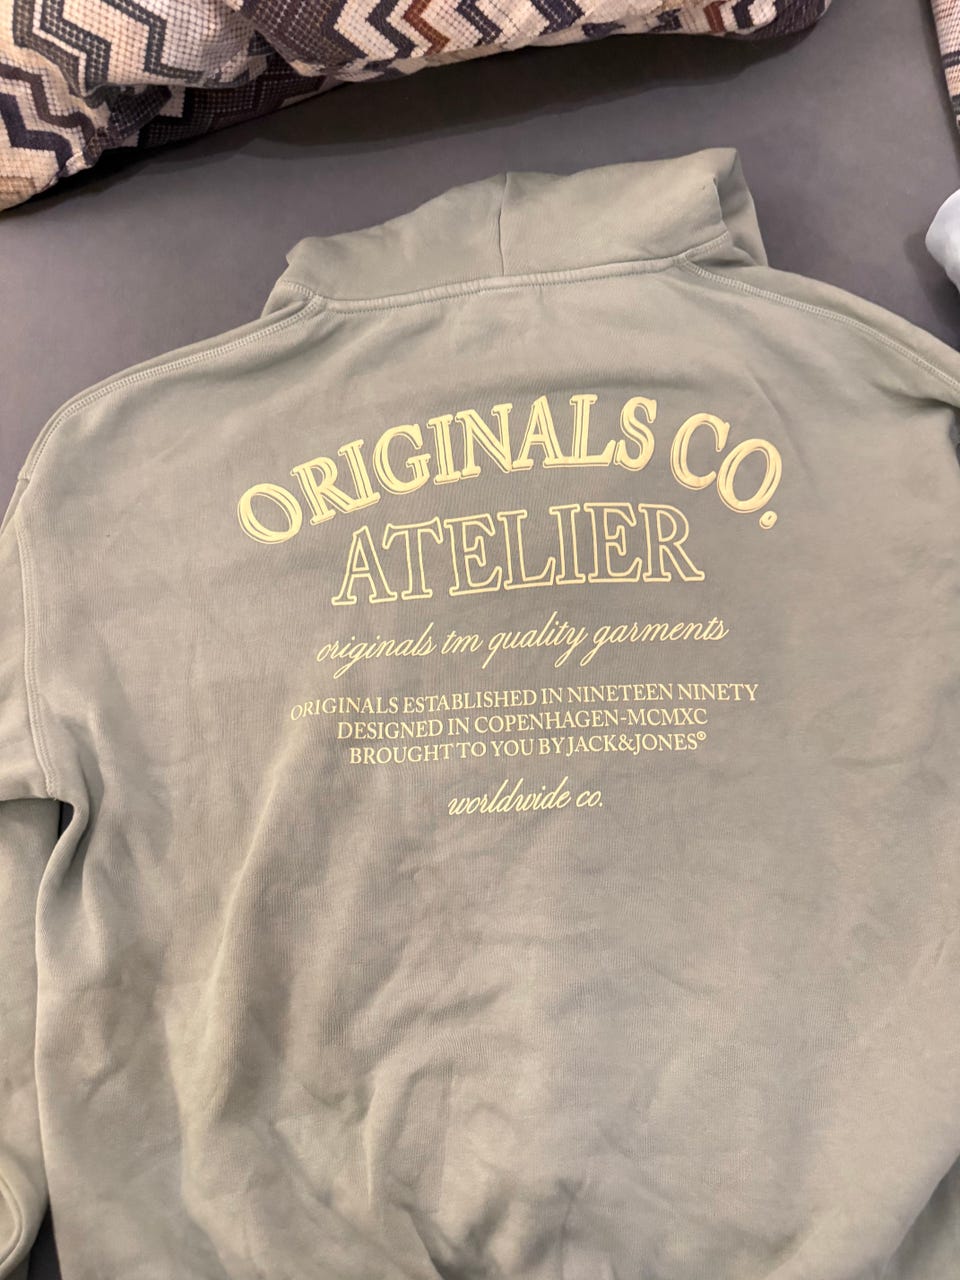 ORIGINALS CO.
ATELIER
originals tm quality garments
ORIGINALS ESTABLISHED IN NINETEEN NINETY
DESIGNED IN COPENHAGEN-MCMXC
BROUGHT TO YOU BY JACK&JONES®
worldwide co.